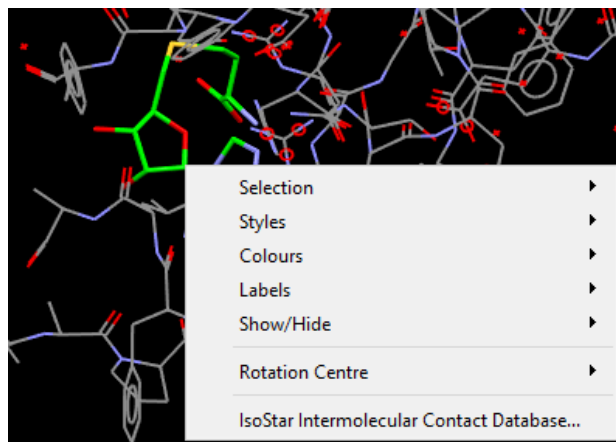 Selection
Styles
Colours
Labels
Show/Hide
Rotation Centre
IsoStar Intermolecular Contact Database...